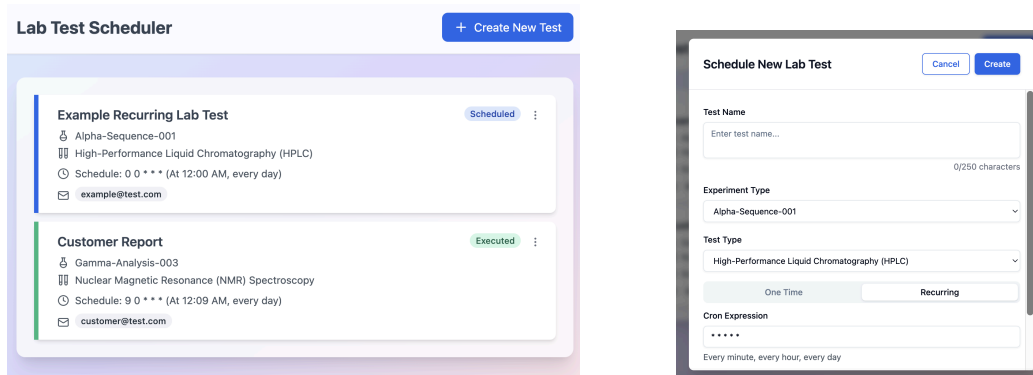 Lab Test Scheduler
+ Create New Test
Example Recurring Lab Test
Scheduled
Alpha-Sequence-001
High-Performance Liquid Chromatography (HPLC)
Schedule: 0 0 * * * (At 12:00 AM, every day)
example@test.com
Customer Report
Executed
Gamma-Analysis-003
Nuclear Magnetic Resonance (NMR) Spectroscopy
Schedule: 9 0 * * * (At 12:09 AM, every day)
customer@test.com
Schedule New Lab Test
Cancel
Create
Test Name
Enter test name...
0/250 characters
Experiment Type
Alpha-Sequence-001
Test Type
High-Performance Liquid Chromatography (HPLC)
One Time
Recurring
Cron Expression
* * * * *
Every minute, every hour, every day